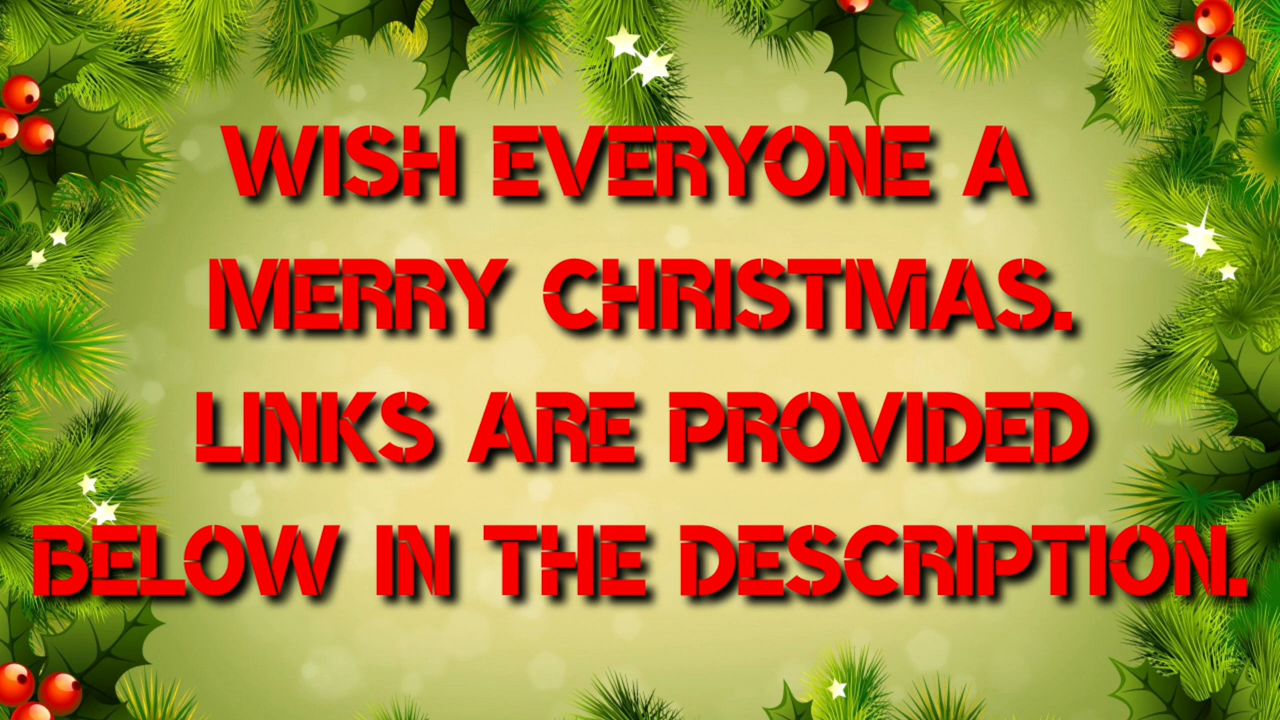 WISH EVERYONE A
MERRY CHRISTMAS.
LINKS ARE PROVIDED
BELOW IN THE DESCRIPTION.